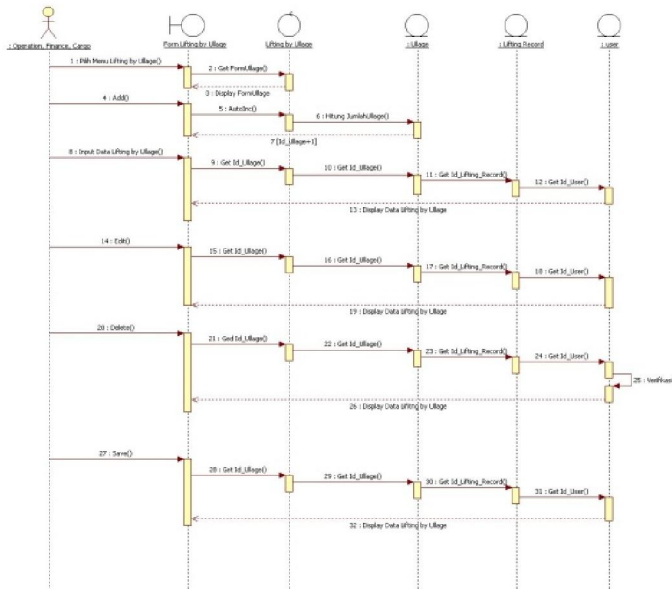 : Operation, Finance, Cargo
Form Lifting by Ullage
Lifting by Ullage
: Ullage
: Lifting Record
: user
1 : Pilih Menu Lifting by Ullage()
2 : Get FormUllage()
3 : Display FormUllage
4 : Add()
5 : AutoInc()
6 : Hitung JumlahUllage()
7 [Id_Ullage+1]
8 : Input Data Lifting by Ullage()
9 : Get Id_Ullage()
10 : Get Id_Ullage()
11 : Get Id_Lifting_Record()
12 : Get Id_User()
13 : Display Data Lifting by Ullage
14 : Edit()
15 : Get Id_Ullage()
16 : Get Id_Ullage()
17 : Get Id_Lifting_Record()
18 : Get Id_User()
19 : Display Data Lifting by Ullage
20 : Delete()
21 : Ged Id_Ullage()
22 : Get Id_Ullage()
23 : Get Id_Lifting_Record()
24 : Get Id_User()
25 : Verifikasi
26 : Display Data Lifting by Ullage
27 : Save()
28 : Get Id_Ullage()
29 : Get Id_Ullage()
30 : Get Id_Lifting_Record()
31 : Get Id_User()
32 : Display Data Lifting by Ullage